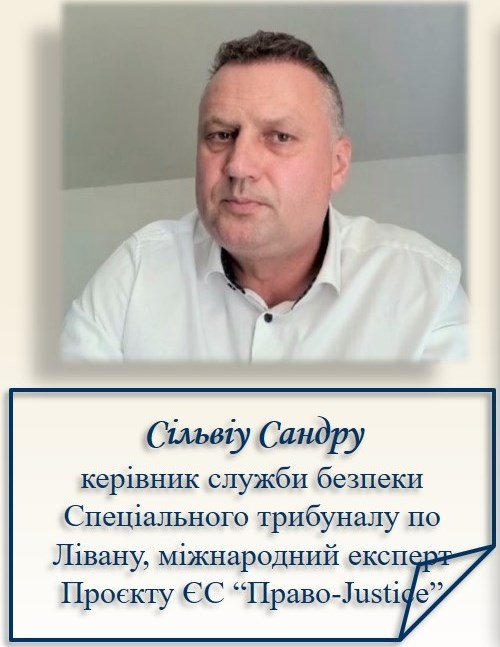 Сільвіу Сандру
керівник служби безпеки
Спеціального трибуналу по
Лівану, міжнародний експерт
Проєкту ЄС “Право-Justice”